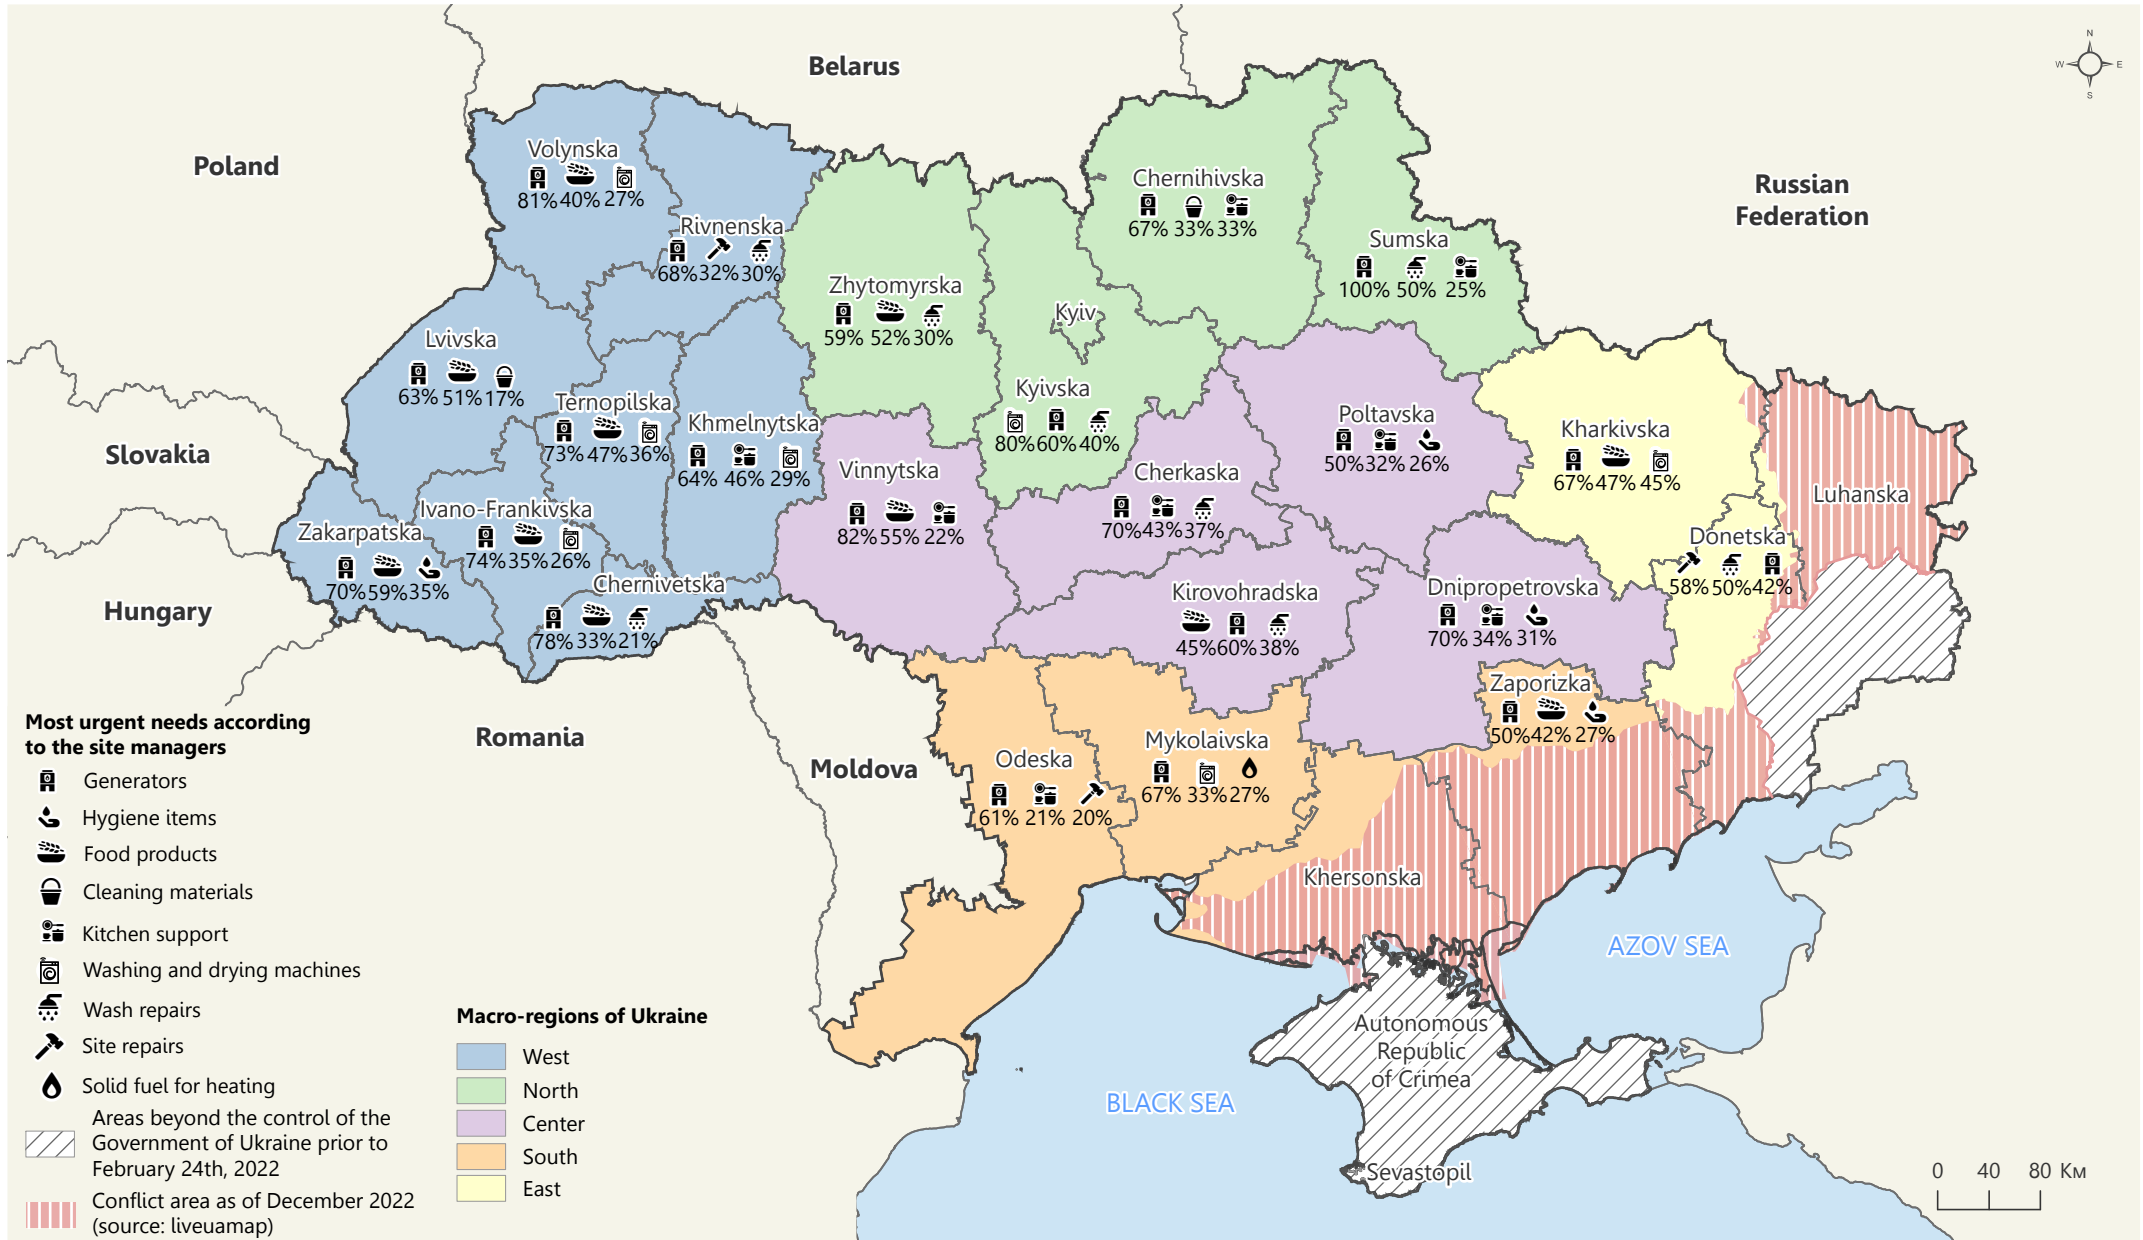 Belarus
Poland
Russian
Federation
Slovakia
Hungary
Romania
Moldova
N
W
E
S
Volynska
81% 40% 27%
Rivnenska
68% 32% 30%
Zhytomyrska
59% 52% 30%
Kyiv
Kyivska
80% 60% 40%
Chernihivska
67% 33% 33%
Sumska
100% 50% 25%
Lvivska
63% 51% 17%
Ternopilska
73% 47% 36%
Khmelnytska
64% 46% 29%
Vinnytska
82% 55% 22%
Cherkaska
70% 43% 37%
Poltavska
50% 32% 26%
Kharkivska
67% 47% 45%
Luhanska
Donetska
58% 50% 42%
Zakarpatska
70% 59% 35%
Ivano-Frankivska
74% 35% 26%
Chernivetska
78% 33% 21%
Kirovohradska
45% 60% 38%
Dnipropetrovska
70% 34% 31%
Zaporizka
50% 42% 27%
Odeska
61% 21% 20%
Mykolaivska
67% 33% 27%
Khersonska
AZOV SEA
BLACK SEA
Autonomous
Republic
of Crimea
Sevastopil
Most urgent needs according
to the site managers
Generators
Hygiene items
Food products
Cleaning materials
Kitchen support
Washing and drying machines
Wash repairs
Site repairs
Solid fuel for heating
Areas beyond the control of the
Government of Ukraine prior to
February 24th, 2022
Conflict area as of December 2022
(source: liveuamap)
Macro-regions of Ukraine
West
North
Center
South
East
0 40 80 Км